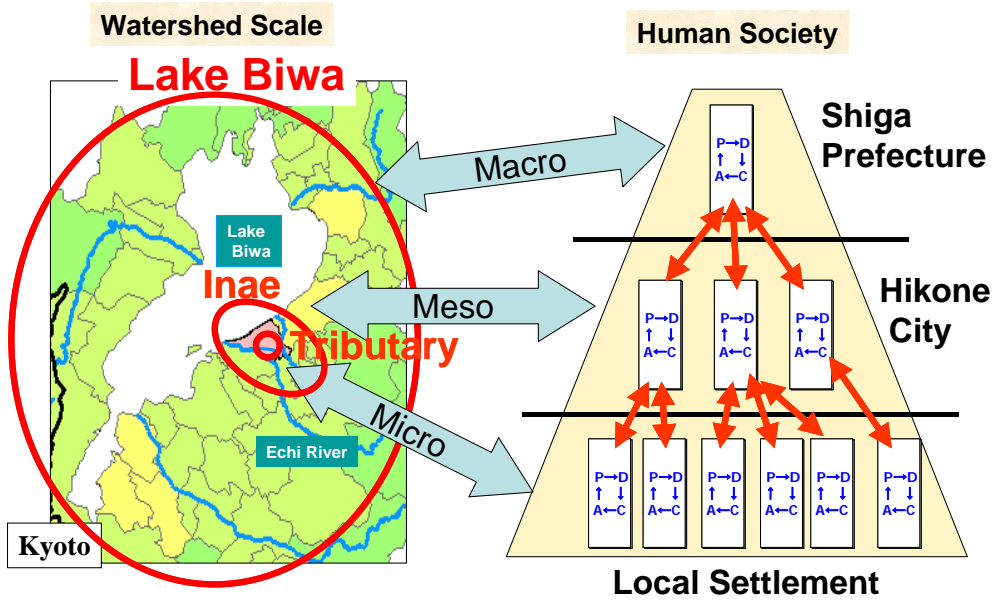 Watershed Scale
Human Society
Lake Biwa
Shiga
Prefecture
P→D
↑ ↓
A←C
Macro
Lake
Biwa
Inae
Meso
Hikone
City
P→D
↑ ↓
A←C
P→D
↑ ↓
A←C
P→D
↑ ↓
A←C
Tributary
Micro
Echi River
P→D
↑ ↓
A←C
P→D
↑ ↓
A←C
P→D
↑ ↓
A←C
P→D
↑ ↓
A←C
P→D
↑ ↓
A←C
P→D
↑ ↓
A←C
Kyoto
Local Settlement